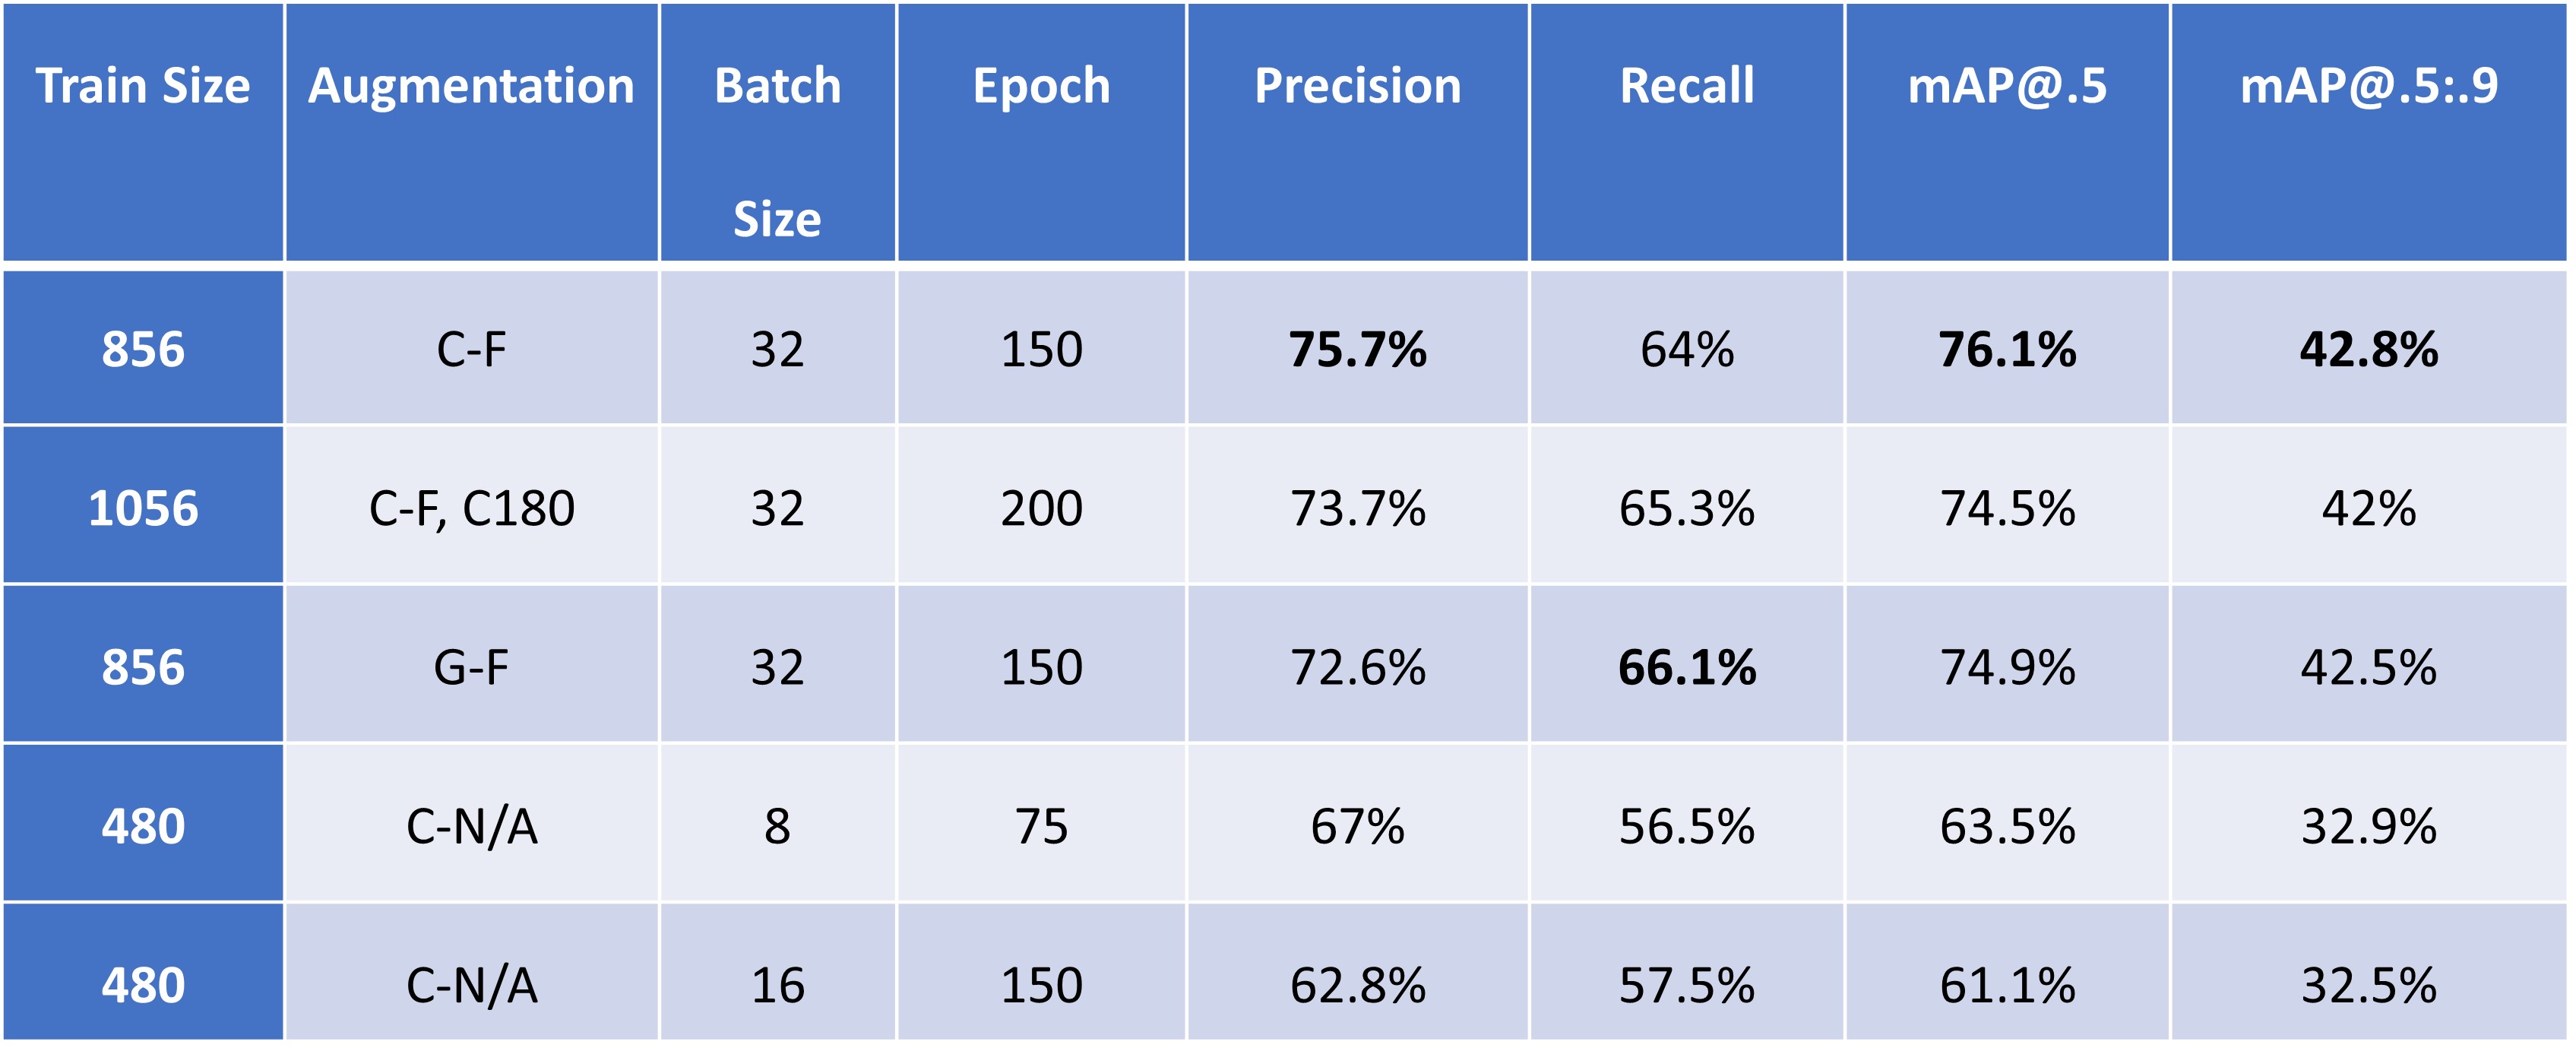 Train Size Augmentation Batch Epoch Precision Recall mAP@.5 mAP@.5:.9
Size
856 C-F 32 150 75.7% 64% 76.1% 42.8%
1056 C-F, C180 32 200 73.7% 65.3% 74.5% 42%
856 G-F 32 150 72.6% 66.1% 74.9% 42.5%
480 C-N/A 8 75 67% 56.5% 63.5% 32.9%
480 C-N/A 16 150 62.8% 57.5% 61.1% 32.5%